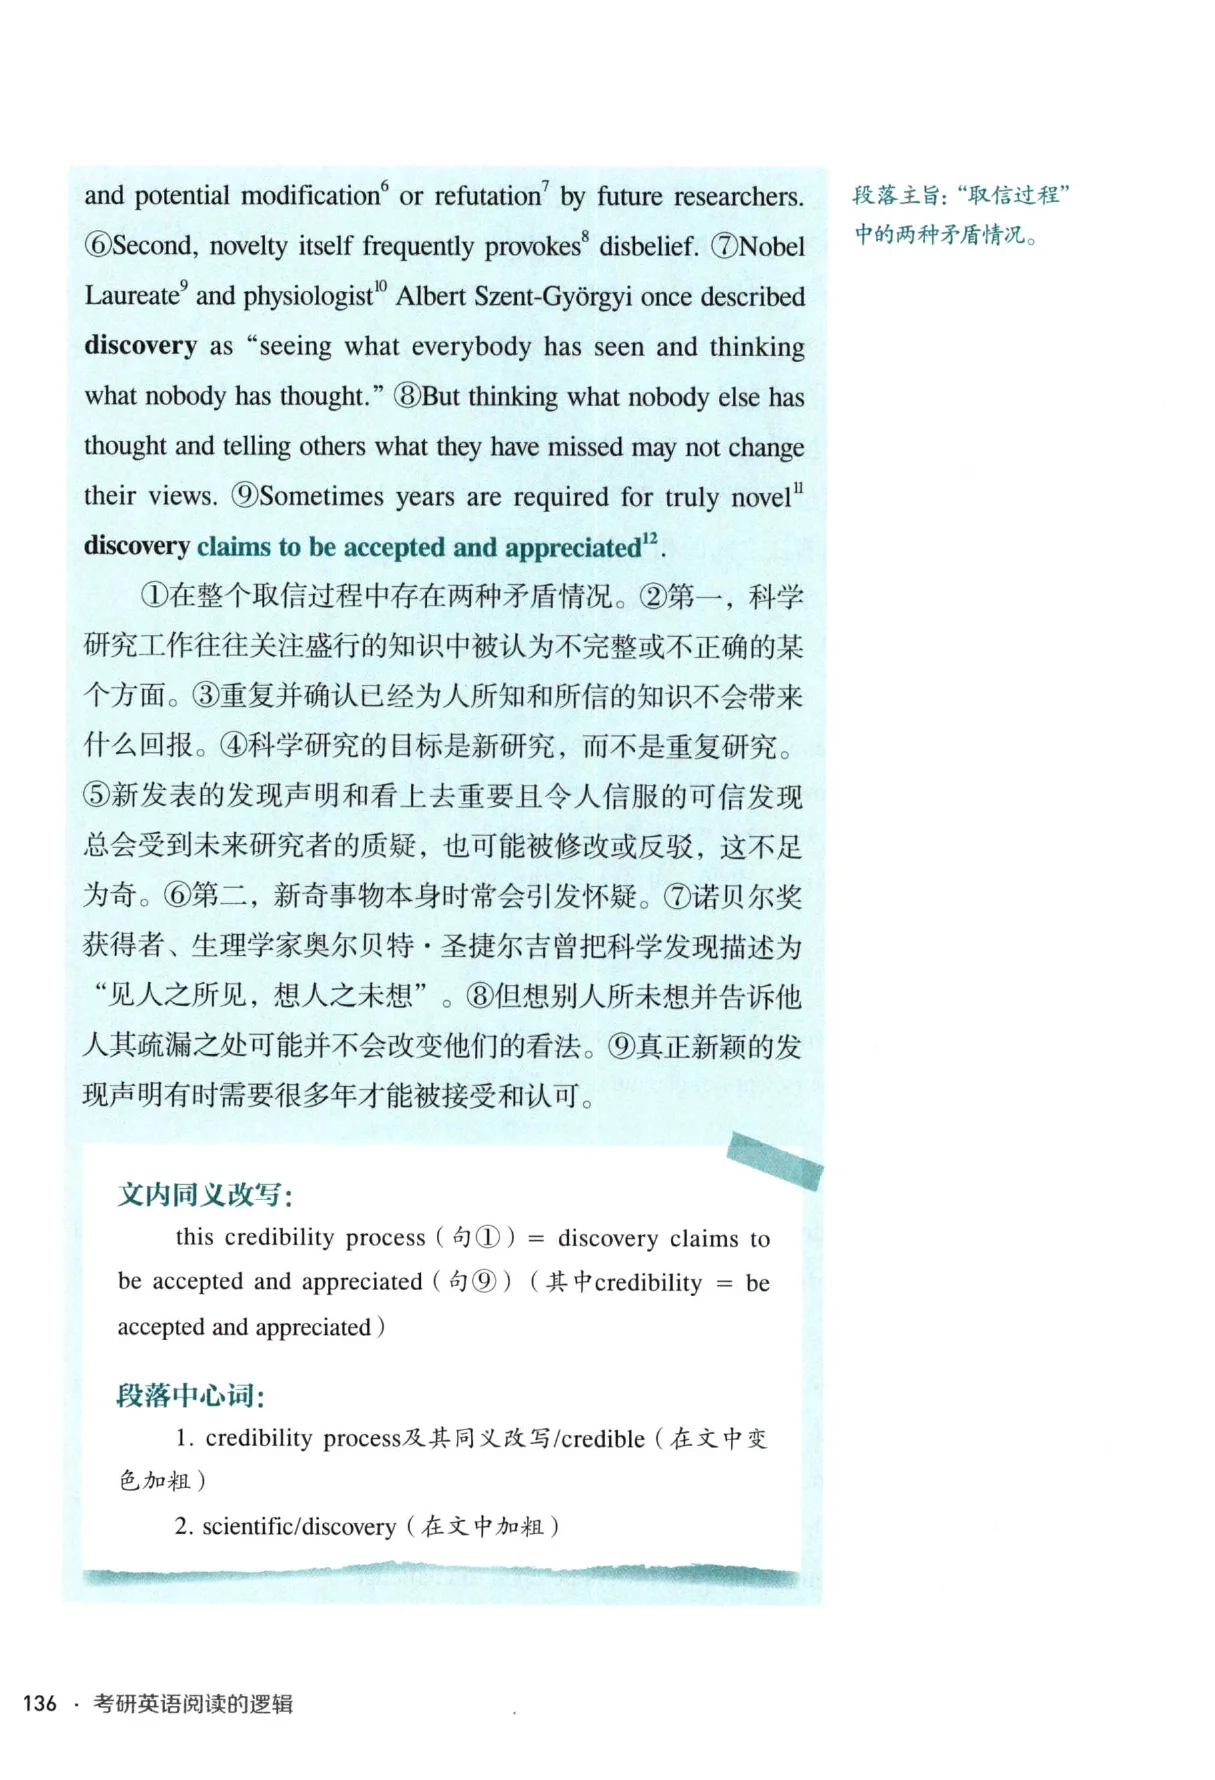 and potential modification⁶ or refutation⁷ by future researchers.
⑥Second, novelty itself frequently provokes⁸ disbelief. ⑦Nobel
Laureate⁹ and physiologist¹⁰ Albert Szent-Györgyi once described
discovery as “seeing what everybody has seen and thinking
what nobody has thought.” ⑧But thinking what nobody else has
thought and telling others what they have missed may not change
their views. ⑨Sometimes years are required for truly novel¹¹
discovery claims to be accepted and appreciated¹².
段落主旨：“取信过程”
中的两种矛盾情况。
①在整个取信过程中存在两种矛盾情况。②第一，科学
研究工作往往关注盛行的知识中被认为不完整或不正确的某
个方面。③重复并确认已经为人所知和所信的知识不会带来
什么回报。④科学研究的目标是新研究，而不是重复研究。
⑤新发表的发现声明和看上去重要且令人信服的可信发现
总会受到未来研究者的质疑，也可能被修改或反驳，这不足
为奇。⑥第二，新奇事物本身时常会引发怀疑。⑦诺贝尔奖
获得者、生理学家奥尔贝特·圣捷尔吉曾把科学发现描述为
“见人之所见，想人之未想”。⑧但想别人所未想并告诉他
人其疏漏之处可能并不会改变他们的看法。⑨真正新颖的发
现声明有时需要很多年才能被接受和认可。
文内同义改写：
this credibility process（句①）= discovery claims to
be accepted and appreciated（句⑨）（其中credibility = be
accepted and appreciated）
段落中心词：
1. credibility process及其同义改写/credible（在文中变
色加粗）
2. scientific/discovery（在文中加粗）
136 · 考研英语阅读的逻辑